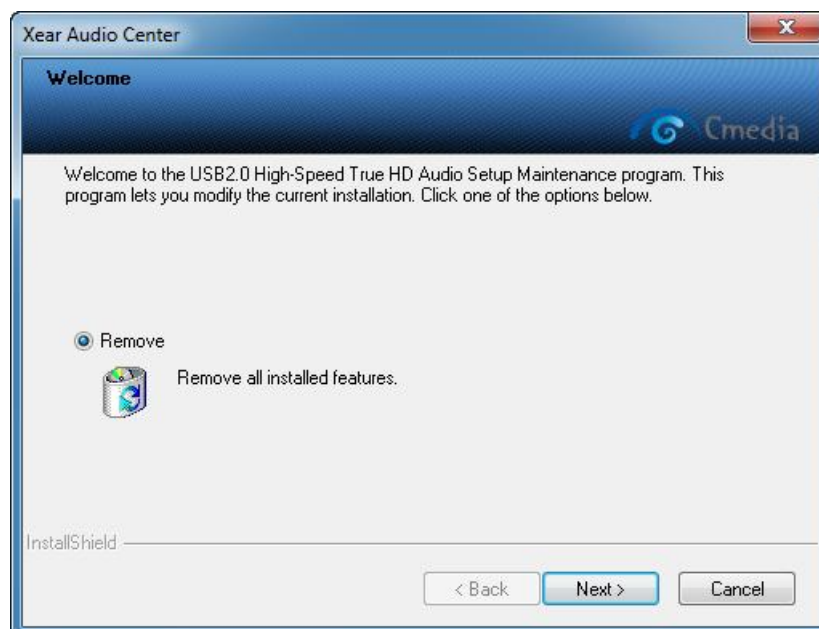 Xear Audio Center
Welcome
Cmedia
Welcome to the USB2.0 High-Speed True HD Audio Setup Maintenance program. This
program lets you modify the current installation. Click one of the options below.
Remove
Remove all installed features.
InstallShield
< Back
Next >
Cancel